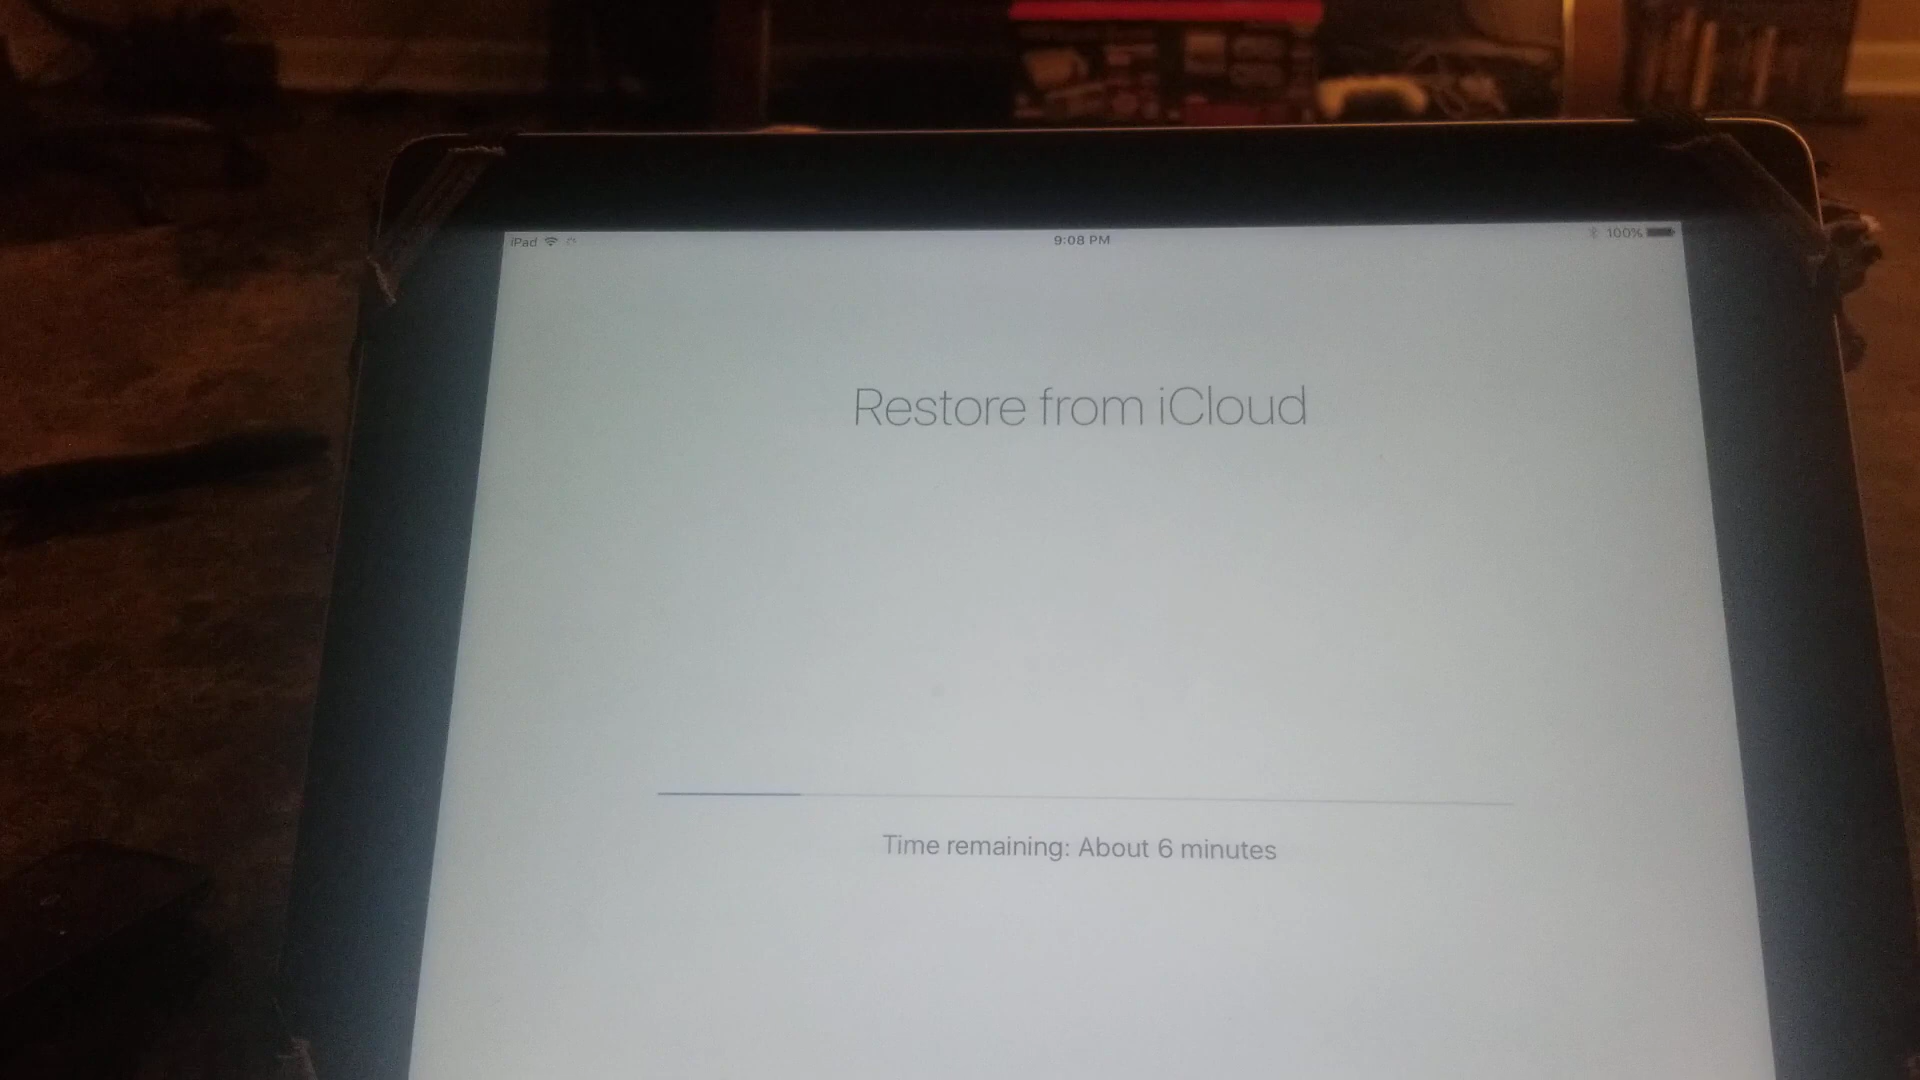 iPad
9:08 PM
100%
Restore from iCloud
Time remaining: About 6 minutes